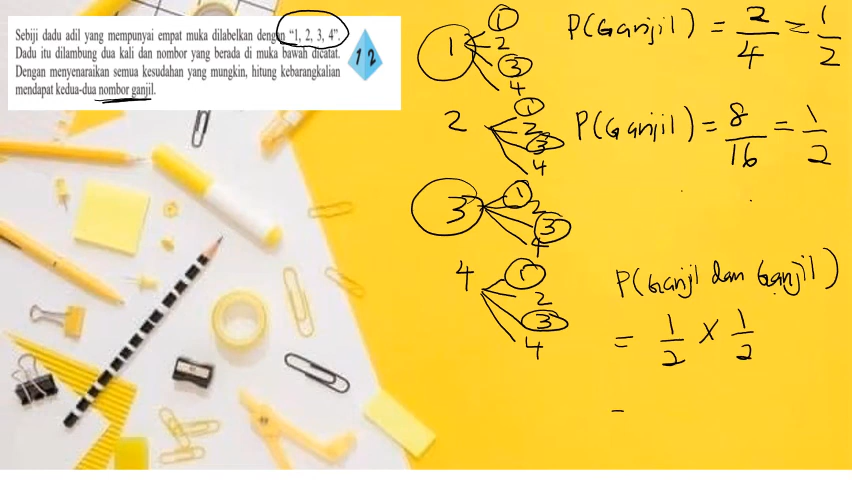 Sebiji dadu adil yang mempunyai empat muka dilabelkan dengan “1, 2, 3, 4”.
Dadu itu dilambung dua kali dan nombor yang berada di muka bawah dicatat.
Dengan menyenaraikan semua kesudahan yang mungkin, hitung kebarangkalian
mendapat kedua-dua nombor ganjil.
1 2
1
1
2
3
4
2
1
2
3
4
3
1
2
3
4
4
1
2
3
4
P(Ganjil) = 2/4 = 1/2
P(Ganjil) = 8/16 = 1/2
P(Ganjil dan Ganjil)
= 1/2 × 1/2
=